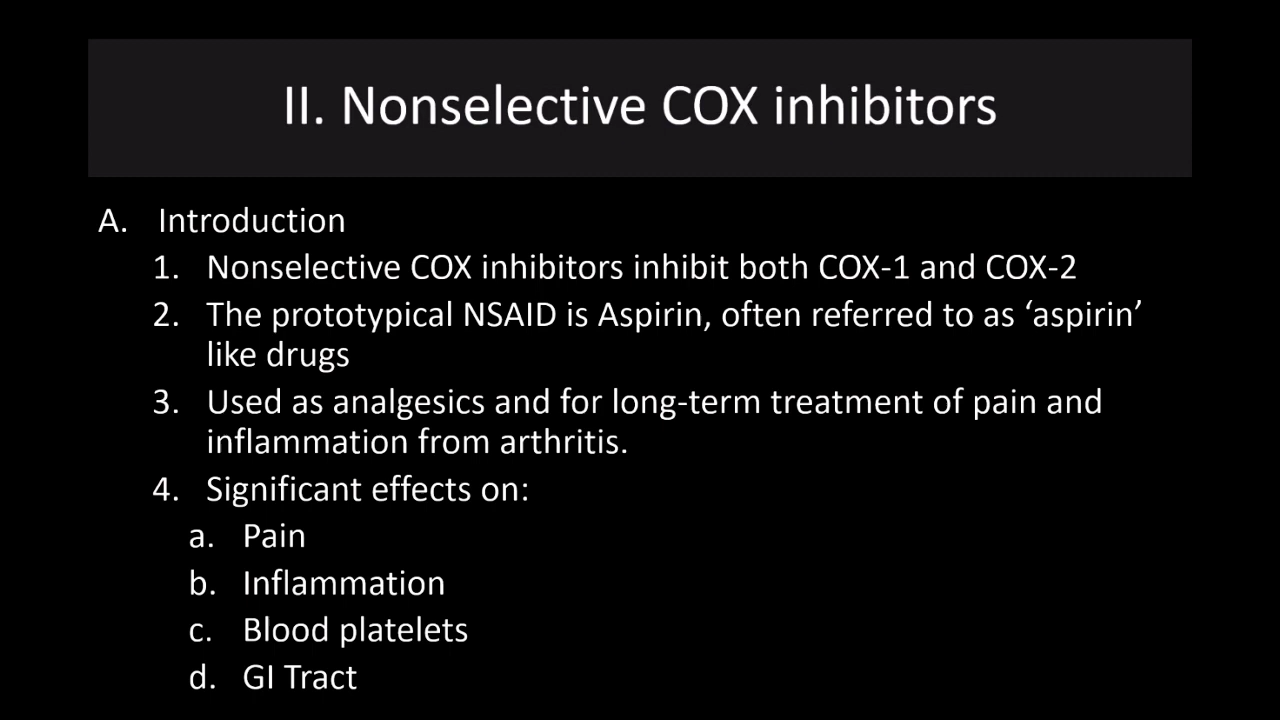 II. Nonselective COX inhibitors
A. Introduction
1. Nonselective COX inhibitors inhibit both COX-1 and COX-2
2. The prototypical NSAID is Aspirin, often referred to as ‘aspirin’
like drugs
3. Used as analgesics and for long-term treatment of pain and
inflammation from arthritis.
4. Significant effects on:
a. Pain
b. Inflammation
c. Blood platelets
d. GI Tract